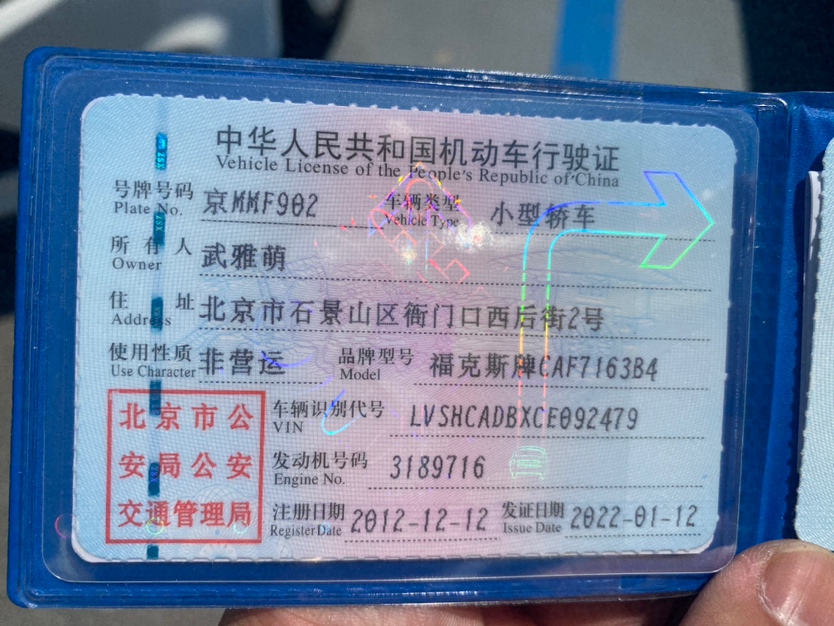 中华人民共和国机动车行驶证
Vehicle License of the People's Republic of China
号牌号码 京MMF902 车辆类型 小型轿车
Plate No. Vehicle Type
所有人 武雅萌
Owner
住址 北京市石景山区衙门口西后街2号
Address
使用性质 非营运 品牌型号 福克斯牌CAF7163B4
Use Character Model
北京市公
安局公安
交通管理局
车辆识别代号 LVSHCADBXCE092479
VIN
发动机号码 3189716
Engine No.
注册日期 2012-12-12 发证日期 2022-01-12
Register Date Issue Date